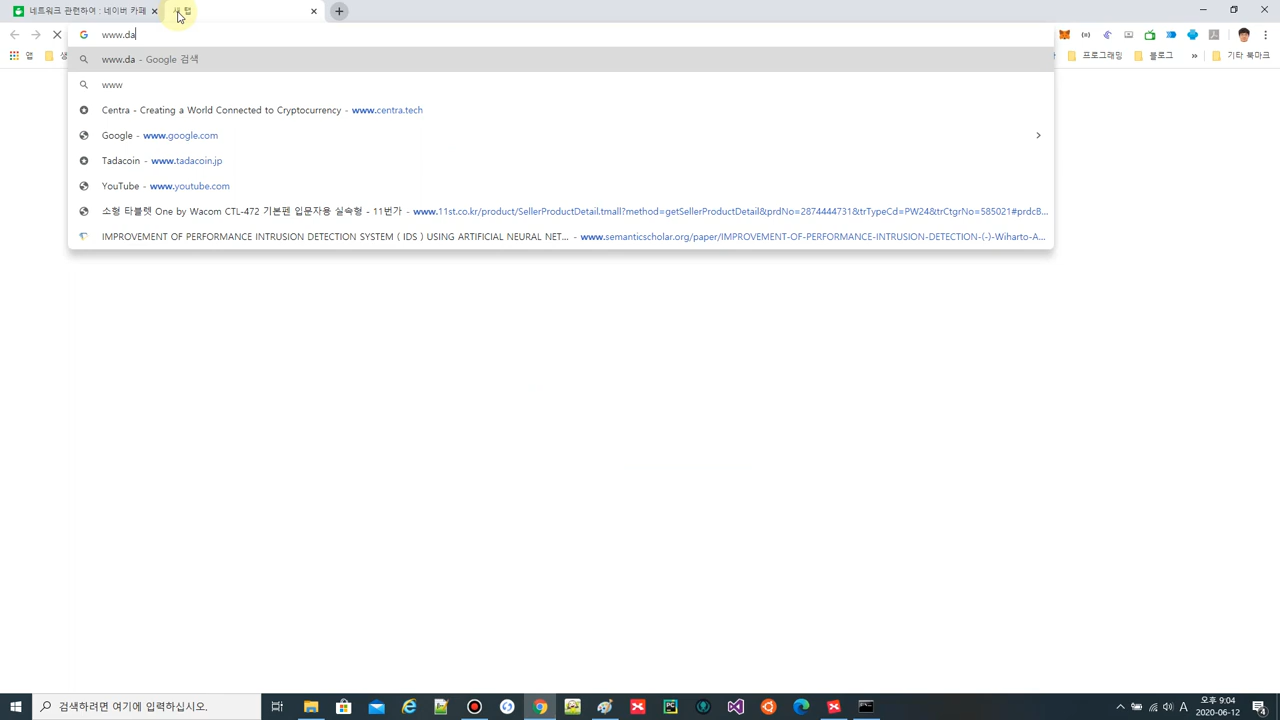 네트워크 관련하여 : 네이버 카페
새 탭
www.da
앱
생
프로그래밍
블로그
»
기타 북마크
www.da - Google 검색
www
Centra - Creating a World Connected to Cryptocurrency - www.centra.tech
Google - www.google.com
Tadacoin - www.tadacoin.jp
YouTube - www.youtube.com
소형 타블렛 One by Wacom CTL-472 기본펜 입문자용 실속형 - 11번가 - www.11st.co.kr/product/SellerProductDetail.tmall?method=getSellerProductDetail&prdNo=2874444731&trTypeCd=PW24&trCtgrNo=585021#prdcB...
IMPROVEMENT OF PERFORMANCE INTRUSION DETECTION SYSTEM ( IDS ) USING ARTIFICIAL NEURAL NET... - www.semanticscholar.org/paper/IMPROVEMENT-OF-PERFORMANCE-INTRUSION-DETECTION-(-)-Wiharto-A...
검색하려면 여기에 입력하십시오.
A
오후 9:04
2020-06-12
4